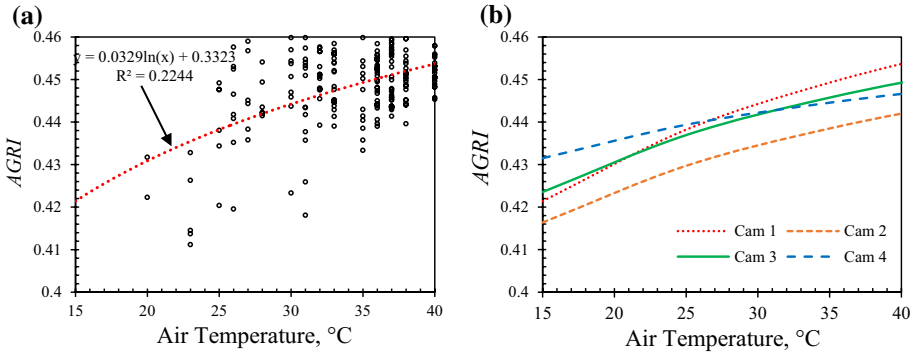 (a)
0.46
0.45
0.44
0.43
0.42
0.41
0.4
AGRI
y = 0.0329ln(x) + 0.3323
R² = 0.2244
15 20 25 30 35 40
Air Temperature, °C
(b)
0.46
0.45
0.44
0.43
0.42
0.41
0.4
AGRI
Cam 1 Cam 2
Cam 3 Cam 4
15 20 25 30 35 40
Air Temperature, °C